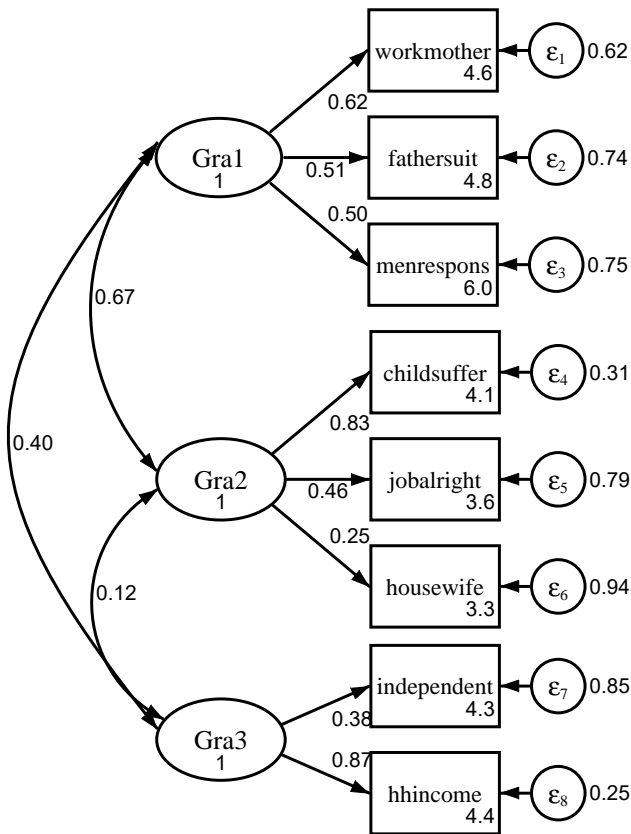 workmother
4.6
ε1
0.62
0.62
Gra1
1
fathersuit
4.8
ε2
0.74
0.51
0.50
menrespons
6.0
ε3
0.75
0.67
childsuffer
4.1
ε4
0.31
0.83
0.40
Gra2
1
jobalright
3.6
ε5
0.79
0.46
0.25
housewife
3.3
ε6
0.94
0.12
independent
4.3
ε7
0.85
0.38
Gra3
1
0.87
hhincome
4.4
ε8
0.25